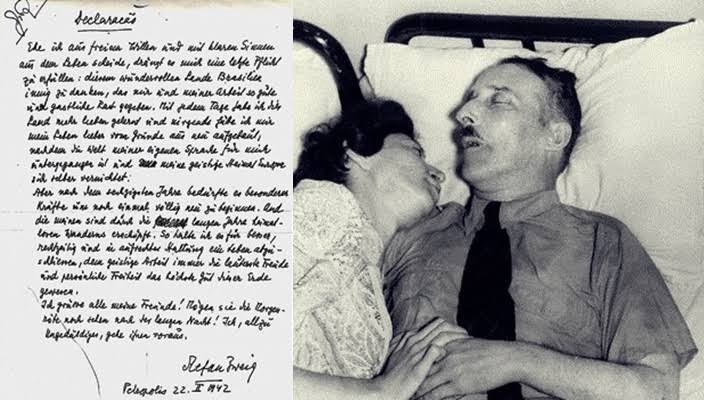 Declaração
Ehe ich aus freiem Willen und mit klaren Sinnen
aus dem Leben scheide, drängt es mich eine letzte Pflicht
zu erfüllen: diesem wundervollen Lande Brasilien
innig zu danken, das mir und meiner Arbeit so gute
und gastliche Rast gegeben. Mit jedem Tage habe ich dies
Land mehr lieben gelernt und nirgends hätte ich mir
mein Leben lieber vom Grunde aus neu aufgebaut,
nachdem die Welt meiner eigenen Sprache für mich
untergegangen ist und meine geistige Heimat Europa
sich selber vernichtet.
Aber nach dem sechzigsten Jahre bedürfte es besonderer
Kräfte um noch einmal völlig neu zu beginnen. Und
die meinen sind durch die langen Jahre heimat-
losen Wanderns erschöpft. So halte ich es für besser,
rechtzeitig und in aufrechter Haltung ein Leben abzu-
schliessen, dem geistige Arbeit immer die lauterste Freude
und persönliche Freiheit das höchste Gut dieser Erde
gewesen.
Ich grüsse alle meine Freunde! Mögen sie die Morgen-
röte noch sehen nach der langen Nacht! Ich, allzu
Ungeduldiger, gehe ihnen voraus.
Stefan Zweig
Petropolis 22. II 1942